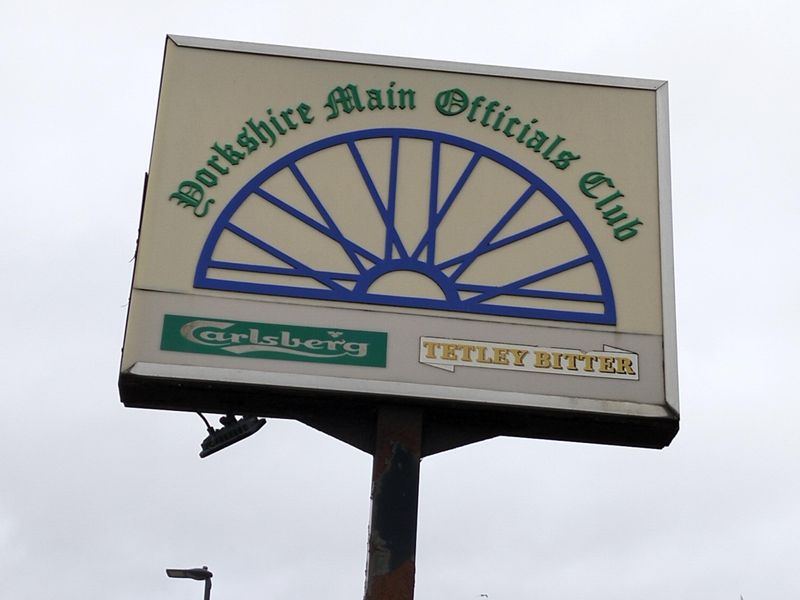 Yorkshire Main Officials Club
Carlsberg
TETLEY BITTER